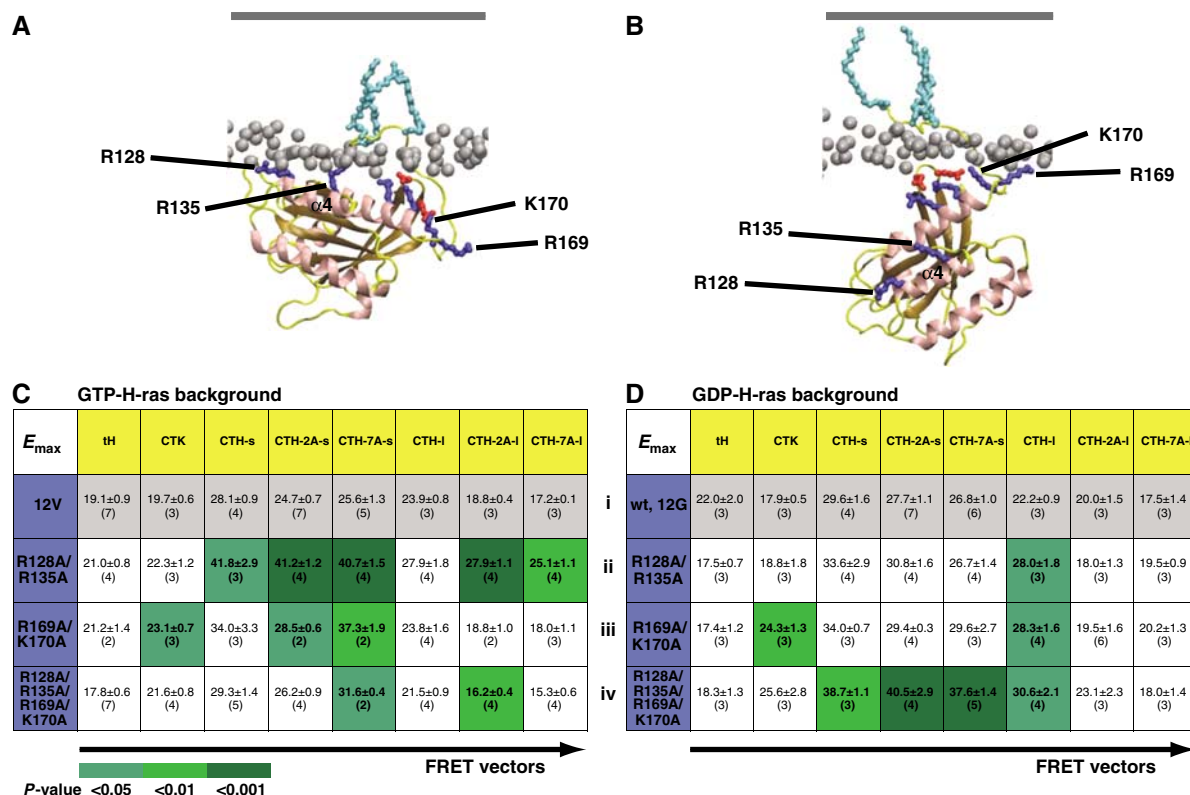 A
B
R128
R135
α4
K170
R169
K170
R169
R135
α4
R128
C GTP-H-ras background
Emax tH CTK CTH-s CTH-2A-s CTH-7A-s CTH-l CTH-2A-l CTH-7A-l
12V 19.1±0.9 (7) 19.7±0.6 (3) 28.1±0.9 (4) 24.7±0.7 (7) 25.6±1.3 (5) 23.9±0.8 (3) 18.8±0.4 (3) 17.2±0.1 (3)
R128A/R135A 21.0±0.8 (4) 22.3±1.2 (3) 41.8±2.9 (3) 41.2±1.2 (4) 40.7±1.5 (4) 27.9±1.8 (4) 27.9±1.1 (4) 25.1±1.1 (4)
R169A/K170A 21.2±1.4 (2) 23.1±0.7 (3) 34.0±3.3 (3) 28.5±0.6 (2) 37.3±1.9 (2) 23.8±1.6 (4) 18.8±1.0 (2) 18.0±1.1 (3)
R128A/R135A/R169A/K170A 17.8±0.6 (7) 21.6±0.8 (4) 29.3±1.4 (5) 26.2±0.9 (4) 31.6±0.4 (2) 21.5±0.9 (4) 16.2±0.4 (4) 15.3±0.6 (4)
FRET vectors
P-value <0.05 <0.01 <0.001
i
ii
iii
iv
D GDP-H-ras background
Emax tH CTK CTH-s CTH-2A-s CTH-7A-s CTH-l CTH-2A-l CTH-7A-l
wt, 12G 22.0±2.0 (3) 17.9±0.5 (3) 29.6±1.6 (4) 27.7±1.1 (7) 26.8±1.0 (6) 22.2±0.9 (3) 20.0±1.5 (3) 17.5±1.4 (3)
R128A/R135A 17.5±0.7 (3) 18.8±1.8 (3) 33.6±2.9 (4) 30.8±1.6 (4) 26.7±1.4 (4) 28.0±1.8 (3) 18.0±1.3 (3) 19.5±0.9 (3)
R169A/K170A 17.4±1.2 (3) 24.3±1.3 (3) 34.0±0.7 (3) 29.4±0.3 (4) 29.6±2.7 (3) 28.3±1.6 (4) 19.5±1.6 (6) 20.2±1.3 (3)
R128A/R135A/R169A/K170A 18.3±1.3 (3) 25.6±2.8 (3) 38.7±1.1 (3) 40.5±2.9 (4) 37.6±1.4 (5) 30.6±2.1 (4) 23.1±2.3 (3) 18.0±1.4 (3)
FRET vectors